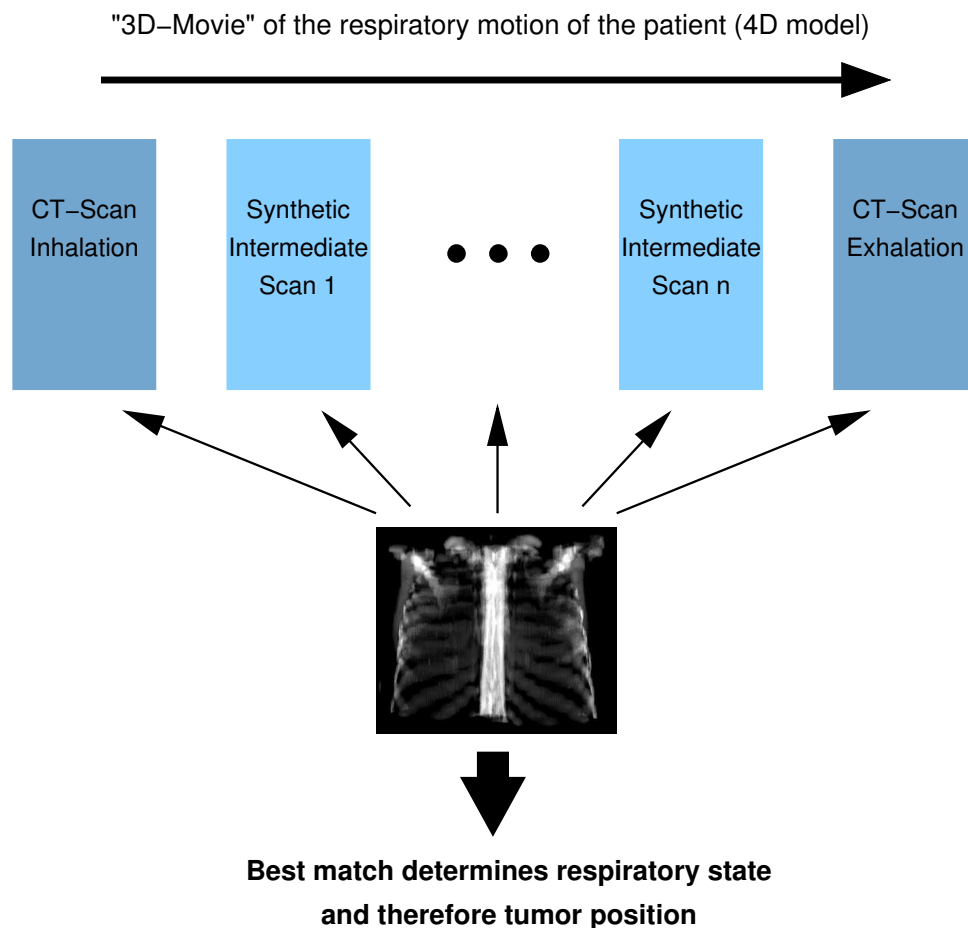 "3D–Movie" of the respiratory motion of the patient (4D model)
CT–Scan
Inhalation
Synthetic
Intermediate
Scan 1
Synthetic
Intermediate
Scan n
CT–Scan
Exhalation
Best match determines respiratory state
and therefore tumor position